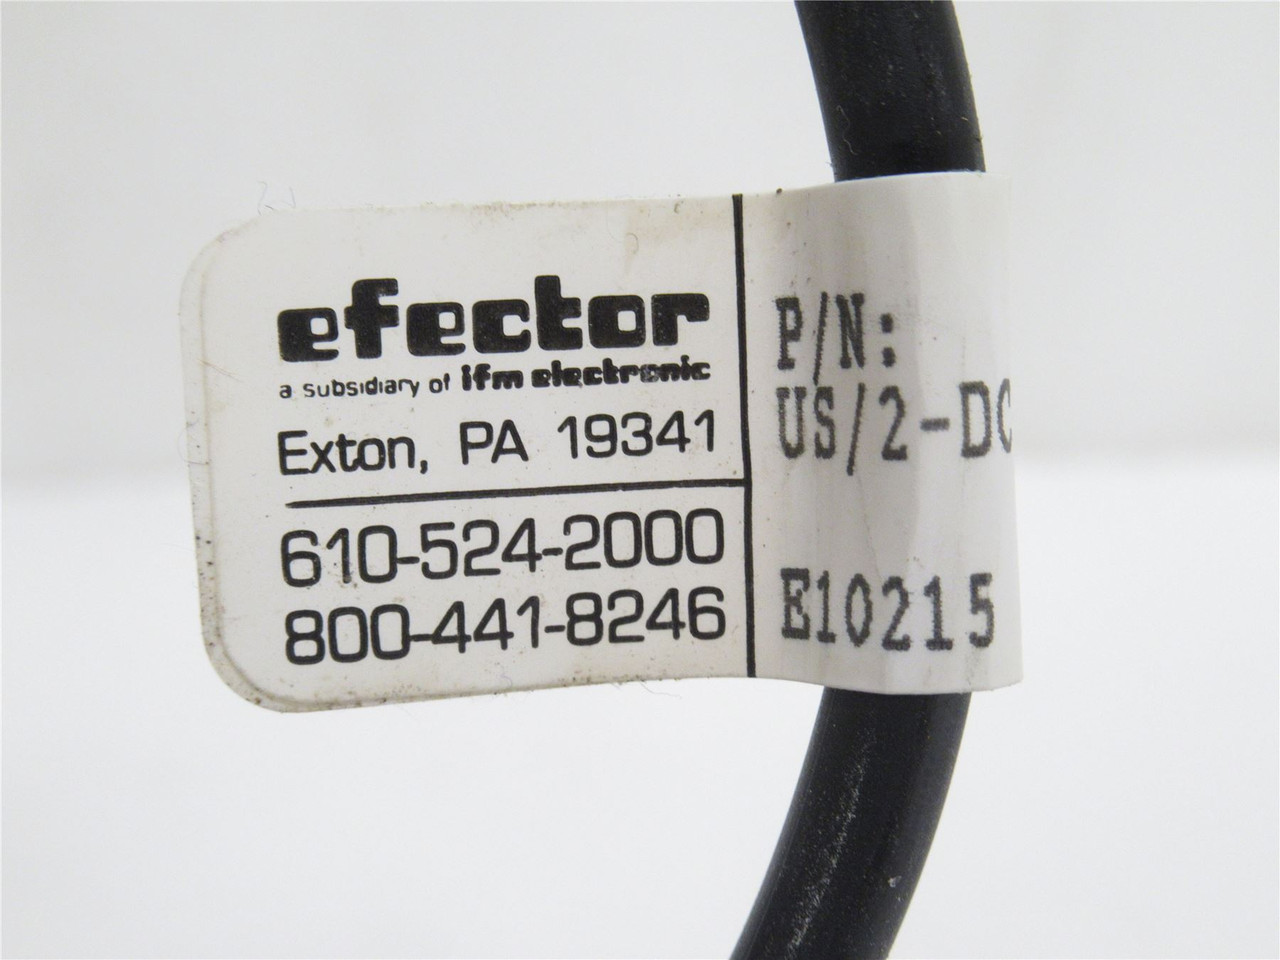 efector
a subsidiary of ifm electronic
Exton, PA 19341
610-524-2000
800-441-8246
P/N:
US/2-DC
E10215